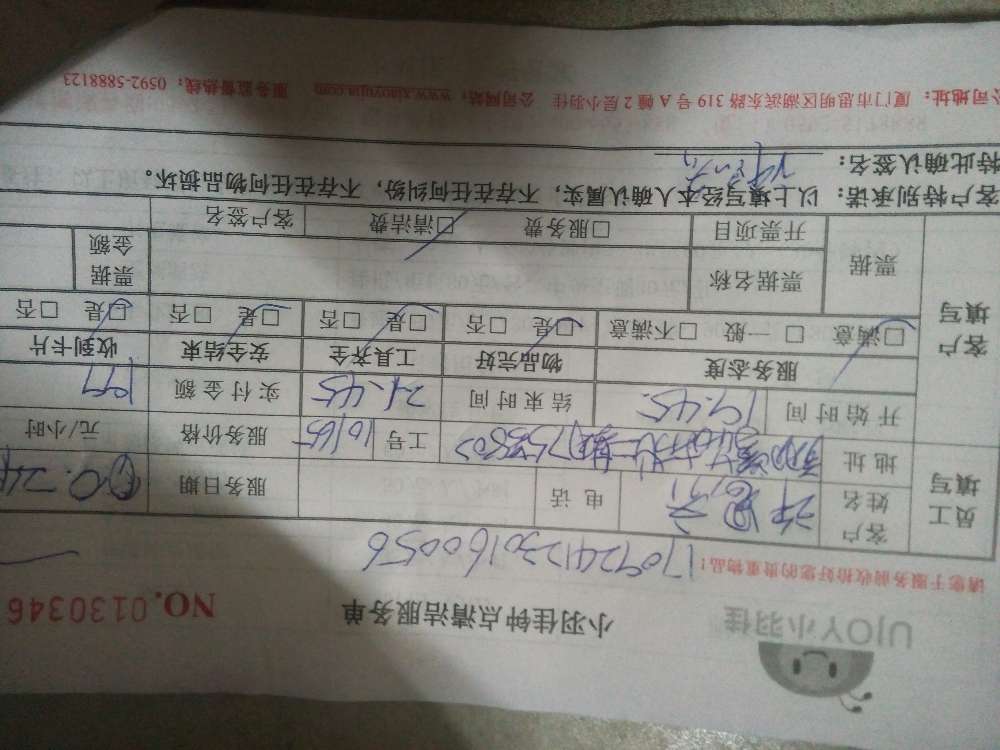 UJOY小羽佳
小羽佳钟点清洁服务单
NO.0130346
请您于服务前收拾好您的贵重物品:
170924123016 0056
员工填写
客户姓名
电话
服务日期
地址
工号
10165
服务价格
元/小时
开始时间
19.45
结束时间
21.45
实付金额
客户填写
服务态度
物品完好
工具齐全
安全结束
收到卡片
□满意 □一般 □不满意
□是 □否
□是 □否
□是 □否
□是 □否
票据
票据名称
票据金额
开票项目
□服务费 □清洁费
客户签名
客户特别承诺:以上填写经本人确认属实,不存在任何纠纷,不存在任何物品损坏。
特此确认签名:
公司地址:厦门市思明区湖滨东路319号A幢2层小羽佳 公司网站:www.xiaoyujia.com 服务监督热线:0592-5888123